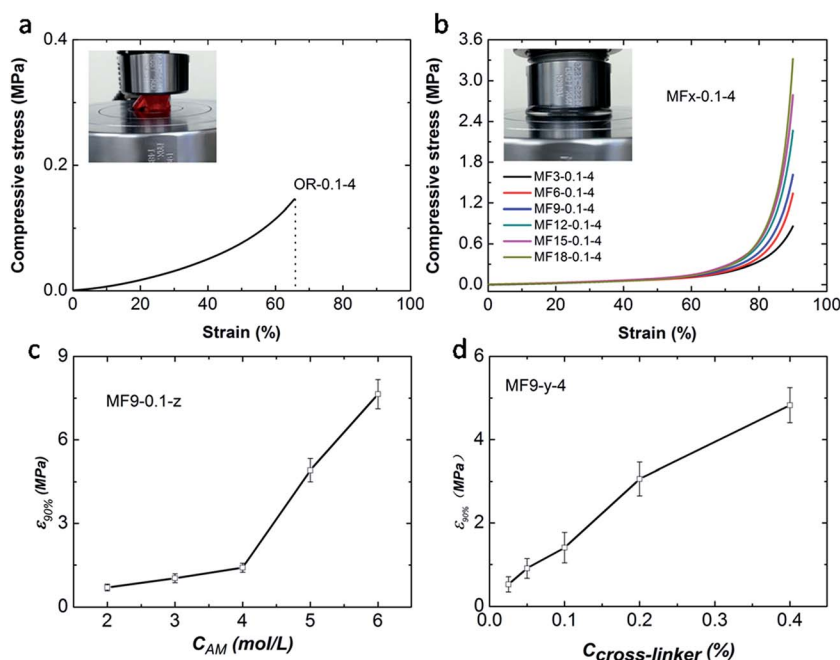 a
Compressive stress (MPa)
0.4
0.2
0.0
OR-0.1-4
0 20 40 60 80 100
Strain (%)
b
Compressive stress (MPa)
3.6
3.0
2.4
1.8
1.2
0.6
0.0
MFx-0.1-4
MF3-0.1-4
MF6-0.1-4
MF9-0.1-4
MF12-0.1-4
MF15-0.1-4
MF18-0.1-4
0 20 40 60 80 100
Strain (%)
c
ε90% (MPa)
9
6
3
0
MF9-0.1-z
2 3 4 5 6
CAM (mol/L)
d
ε90% (MPa)
6
4
2
0
MF9-y-4
0.0 0.1 0.2 0.3 0.4
Ccross-linker (%)